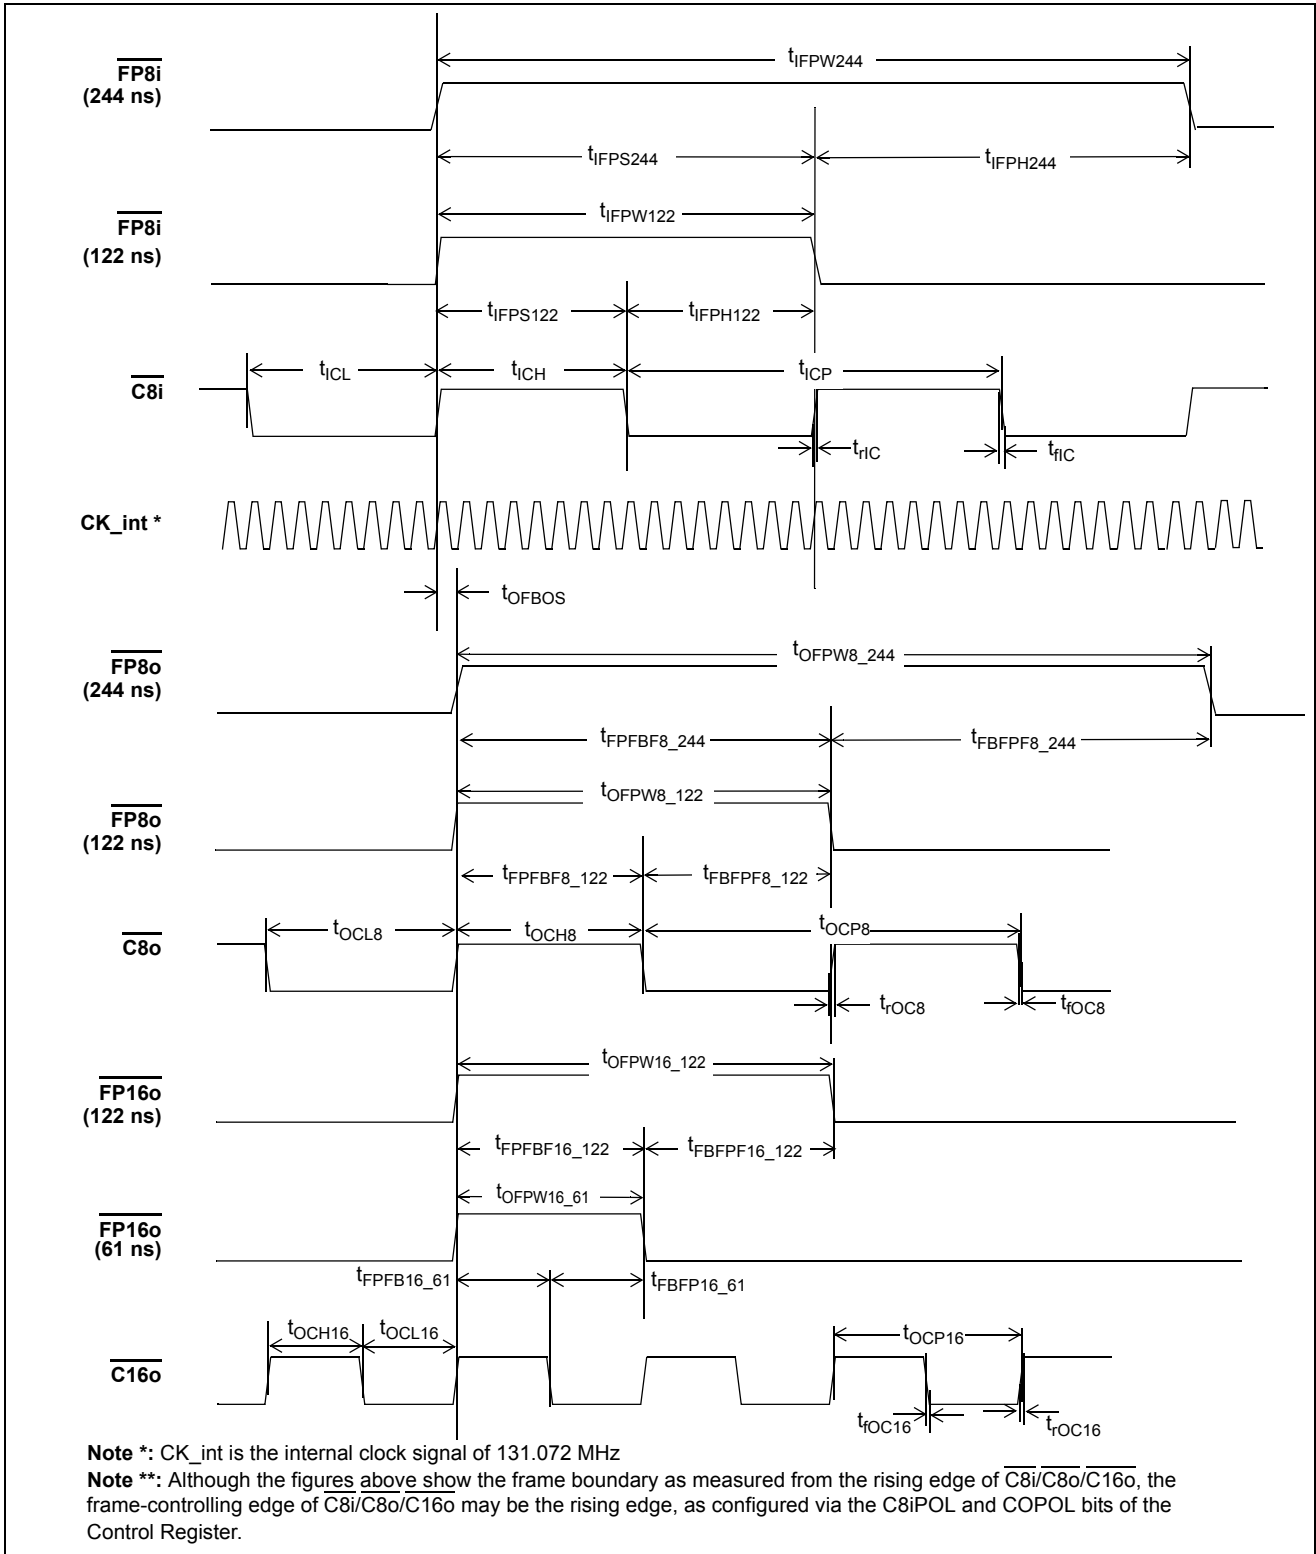 tIFPW244
FP8i
(244 ns)
tIFPS244
tIFPH244
tIFPW122
FP8i
(122 ns)
tIFPS122
tIFPH122
tICL
tICH
tICP
C8i
trIC
tfIC
CK_int *
tOFBOS
tOFPW8_244
FP8o
(244 ns)
tFPFBF8_244
tFBFPF8_244
tOFPW8_122
FP8o
(122 ns)
tFPFBF8_122
tFBFPF8_122
tOCL8
tOCH8
tOCP8
C8o
trOC8
tfOC8
tOFPW16_122
FP16o
(122 ns)
tFPFBF16_122
tFBFPF16_122
tOFPW16_61
FP16o
(61 ns)
tFPFB16_61
tFBFP16_61
tOCH16
tOCL16
tOCP16
C16o
tfOC16
trOC16
Note *: CK_int is the internal clock signal of 131.072 MHz
Note **: Although the figures above show the frame boundary as measured from the rising edge of C8i/C8o/C16o, the
frame-controlling edge of C8i/C8o/C16o may be the rising edge, as configured via the C8iPOL and COPOL bits of the
Control Register.